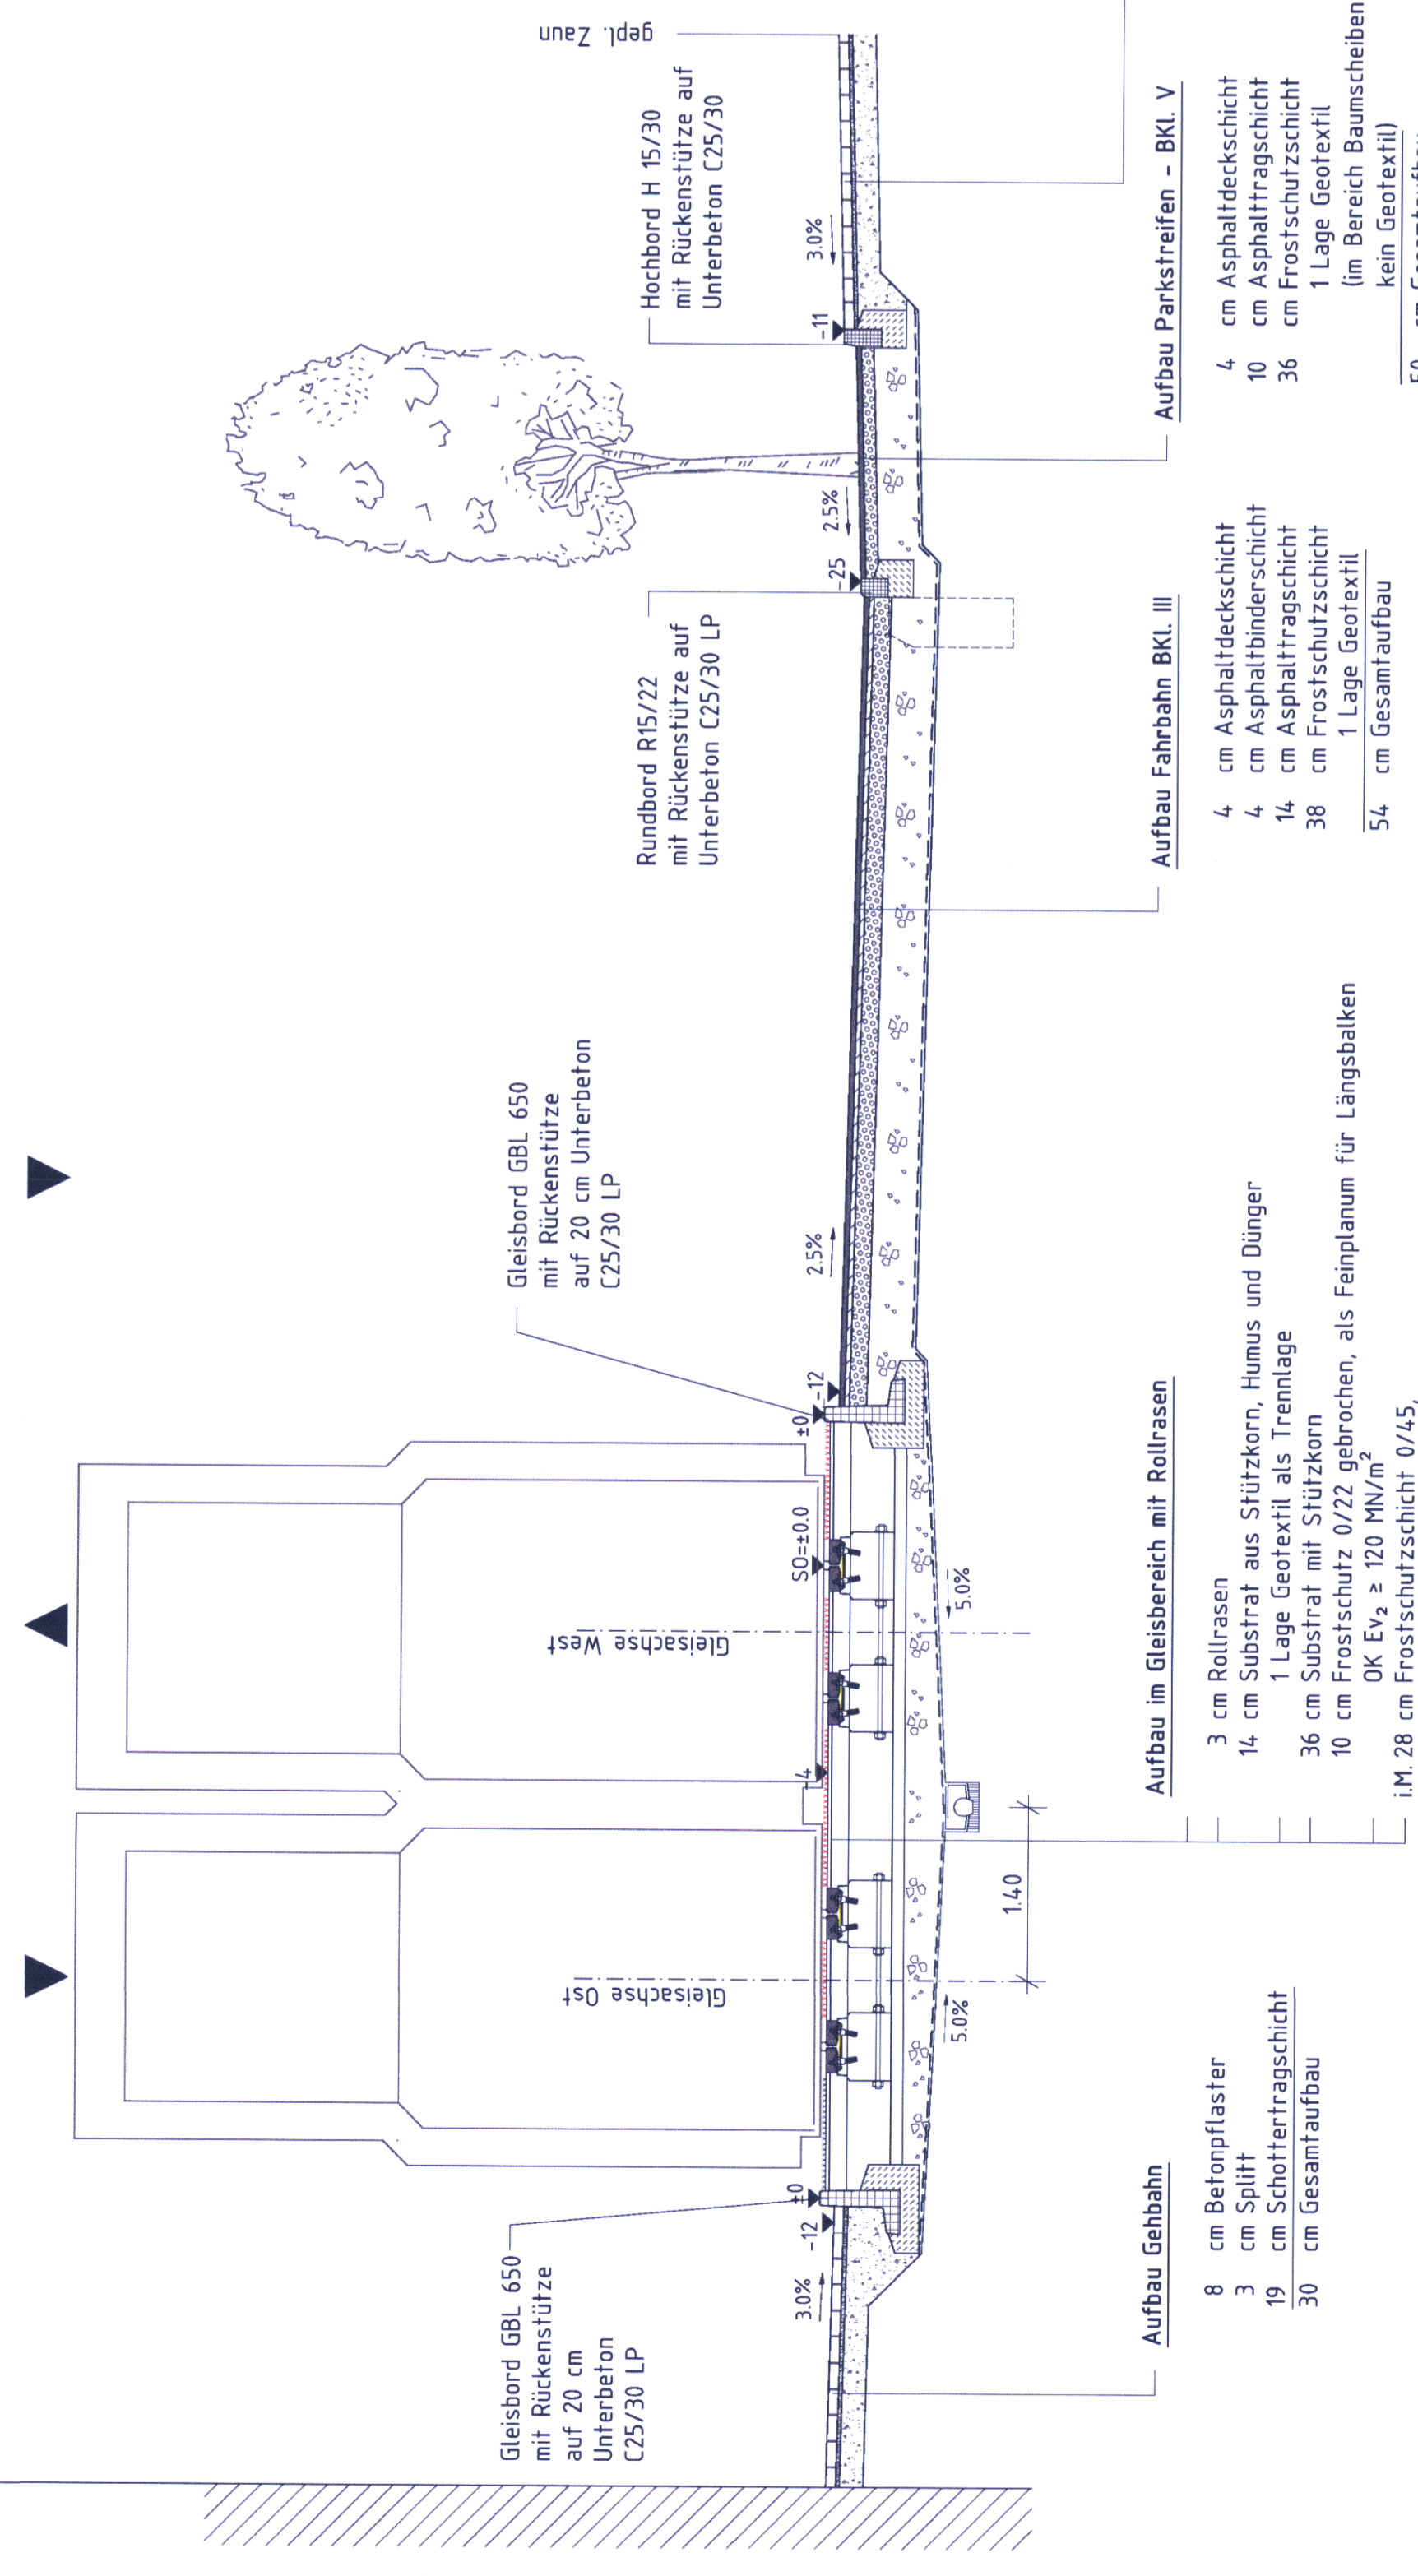 Gleisbord GBL 650
mit Rückenstütze
auf 20 cm
Unterbeton
C25/30 LP
Gleisbord GBL 650
mit Rückenstütze
auf 20 cm Unterbeton
C25/30 LP
Rundbord R15/22
mit Rückenstütze auf
Unterbeton C25/30 LP
Hochbord H 15/30
mit Rückenstütze auf
Unterbeton C25/30
gepl. Zaun
Gleisachse Ost
Gleisachse West
3.0%
-12
±0
4
SO=±0.0
±0
-12
2.5%
-25
2.5%
-11
3.0%
5.0%
1.40
5.0%
Aufbau Gehbahn
8 cm Betonpflaster
3 cm Splitt
19 cm Schottertragschicht
30 cm Gesamtaufbau
Aufbau im Gleisbereich mit Rollrasen
3 cm Rollrasen
14 cm Substrat aus Stützkorn, Humus und Dünger
1 Lage Geotextil als Trennlage
36 cm Substrat mit Stützkorn
10 cm Frostschutz 0/22 gebrochen, als Feinplanum für Längsbalken
OK Ev₂ ≥ 120 MN/m²
i.M. 28 cm Frostschutzschicht 0/45,
Aufbau Fahrbahn BKl. III
4 cm Asphaltdeckschicht
4 cm Asphaltbinderschicht
14 cm Asphalttragschicht
38 cm Frostschutzschicht
1 Lage Geotextil
54 cm Gesamtaufbau
Aufbau Parkstreifen - BKl. V
4 cm Asphaltdeckschicht
10 cm Asphalttragschicht
36 cm Frostschutzschicht
1 Lage Geotextil
(im Bereich Baumscheiben
kein Geotextil)